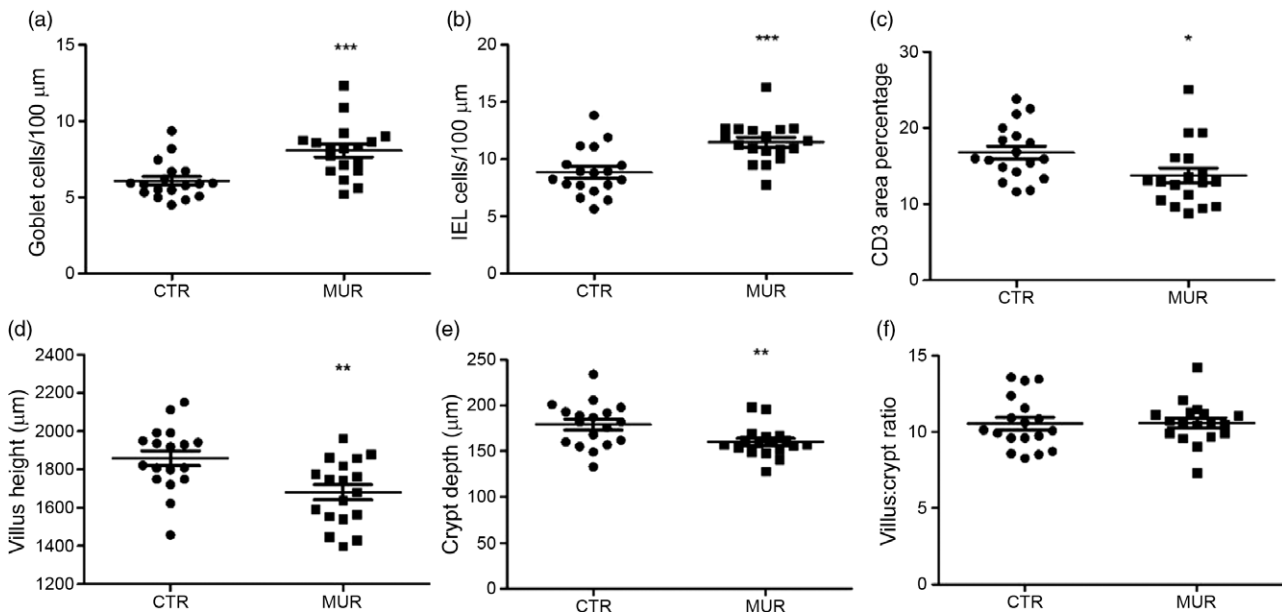 (a)
Goblet cells/100 μm
15
10
5
0
***
CTR MUR
(b)
IEL cells/100 μm
20
15
10
5
0
***
CTR MUR
(c)
CD3 area percentage
30
20
10
0
*
CTR MUR
(d)
Villus height (μm)
2400
2200
2000
1800
1600
1400
1200
**
CTR MUR
(e)
Crypt depth (μm)
250
200
150
100
50
0
**
CTR MUR
(f)
Villus:crypt ratio
15
10
5
0
CTR MUR